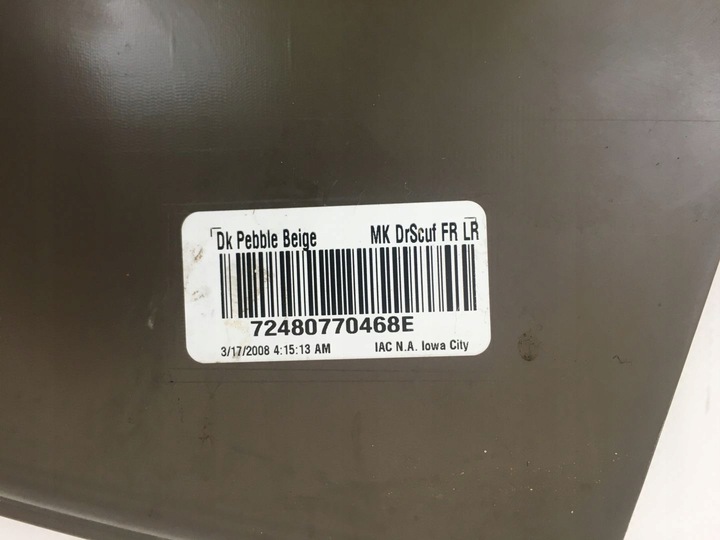 Dk Pebble Beige MK DrScuf FR LR
72480770468E
3/17/2008 4:15:13 AM IAC N.A. Iowa City